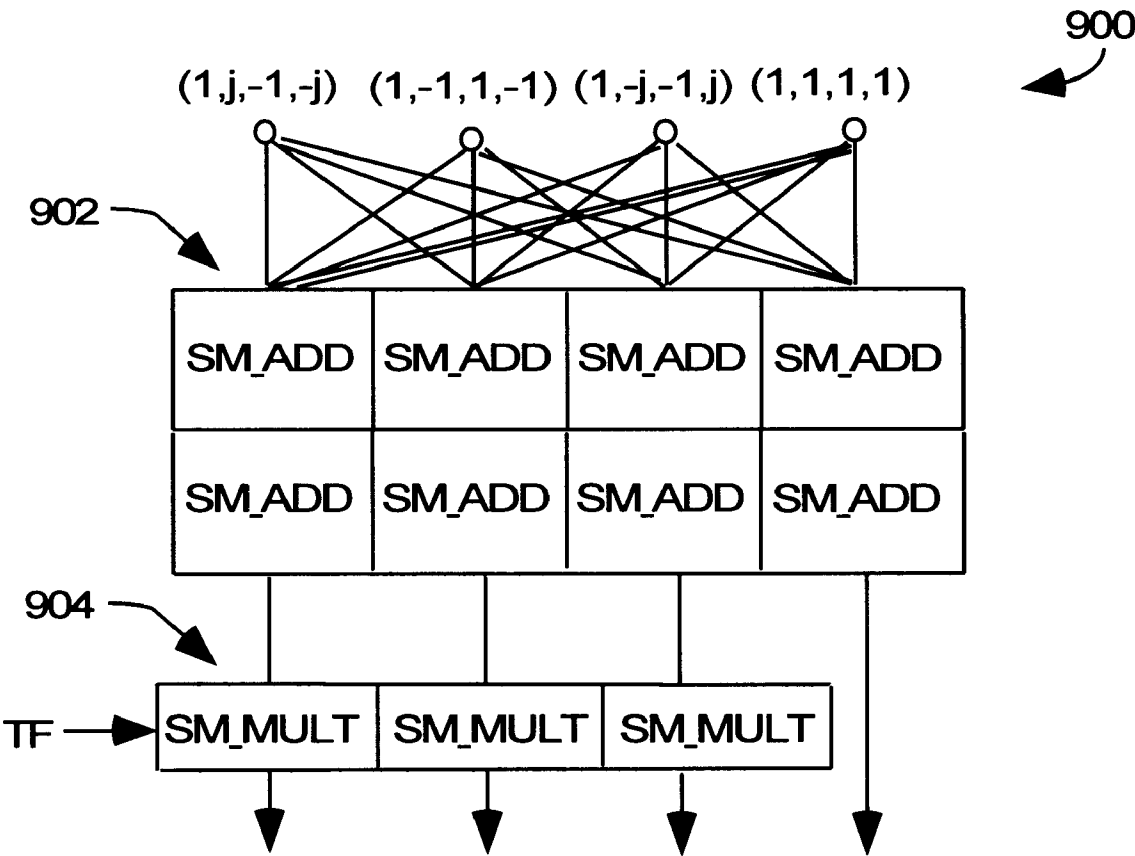 900
(1,j,-1,-j) (1,-1,1,-1) (1,-j,-1,j) (1,1,1,1)
902
SM_ADD SM_ADD SM_ADD SM_ADD
SM_ADD SM_ADD SM_ADD SM_ADD
904
TF SM_MULT SM_MULT SM_MULT